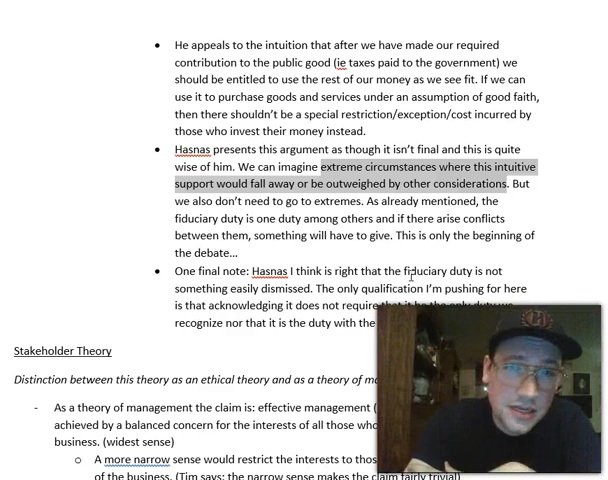 • He appeals to the intuition that after we have made our required
contribution to the public good (ie taxes paid to the government) we
should be entitled to use the rest of our money as we see fit. If we can
use it to purchase goods and services under an assumption of good faith,
then there shouldn't be a special restriction/exception/cost incurred by
those who invest their money instead.
• Hasnas presents this argument as though it isn't final and this is quite
wise of him. We can imagine extreme circumstances where this intuitive
support would fall away or be outweighed by other considerations. But
we also don't need to go to extremes. As already mentioned, the
fiduciary duty is one duty among others and if there arise conflicts
between them, something will have to give. This is only the beginning of
the debate...
• One final note: Hasnas I think is right that the fiduciary duty is not
something easily dismissed. The only qualification I'm pushing for here
is that acknowledging it does not require that it be the only duty we
recognize nor that it is the duty with the
Stakeholder Theory
Distinction between this theory as an ethical theory and as a theory of
- As a theory of management the claim is: effective management (
achieved by a balanced concern for the interests of all those who
business. (widest sense)
o A more narrow sense would restrict the interests to those
of the business. (Tim says: the narrow sense makes the claim fairly trivial)